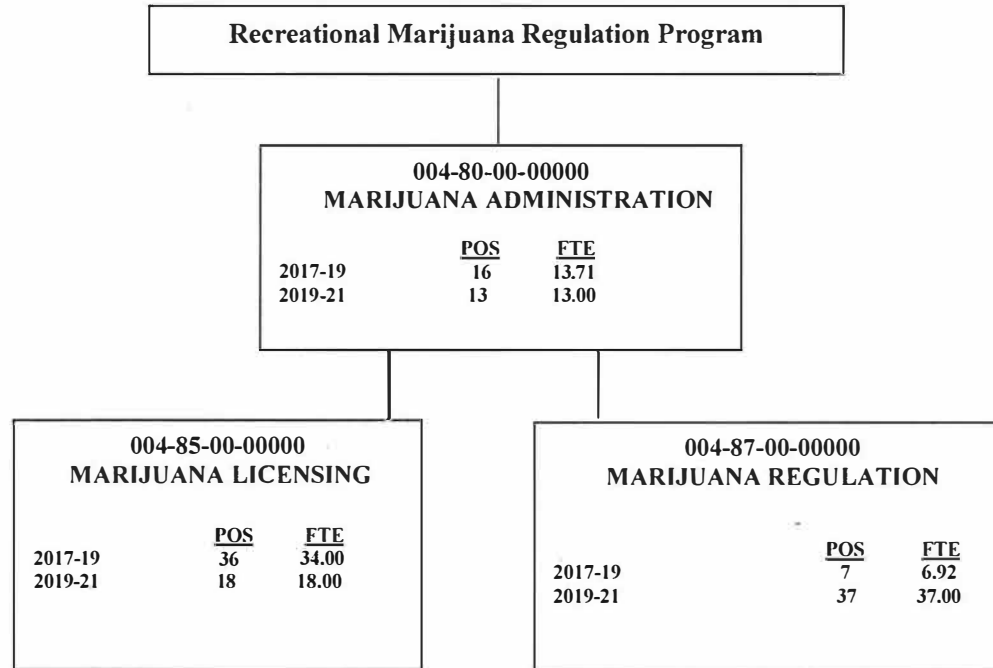 Recreational Marijuana Regulation Program
004-80-00-00000
MARIJUANA ADMINISTRATION
POS FTE
2017-19 16 13.71
2019-21 13 13.00
004-85-00-00000
MARIJUANA LICENSING
POS FTE
2017-19 36 34.00
2019-21 18 18.00
004-87-00-00000
MARIJUANA REGULATION
POS FTE
2017-19 7 6.92
2019-21 37 37.00